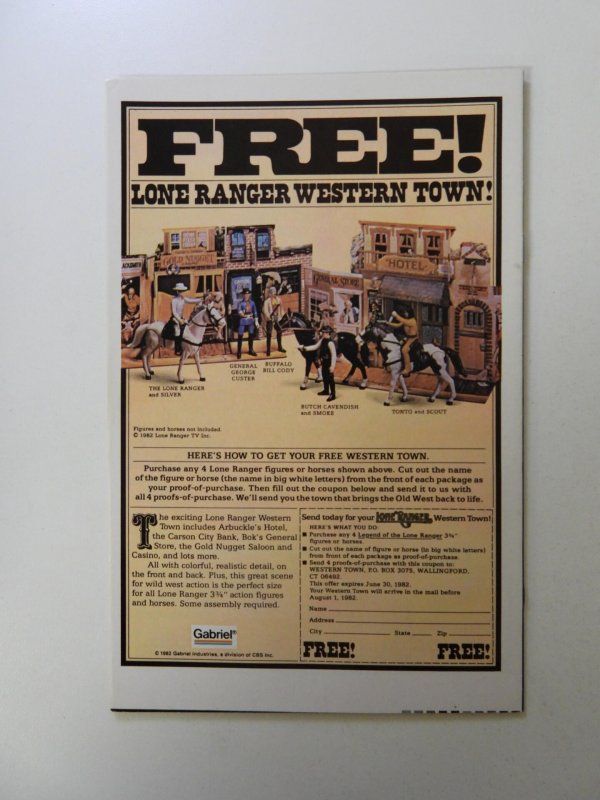 FREE!
LONE RANGER WESTERN TOWN!
GOLD NUGGET
GENERAL STORE
HOTEL
THE LONE RANGER
and SILVER
GENERAL
GEORGE
CUSTER
BUFFALO
BILL CODY
BUTCH CAVENDISH
and SMOKE
TONTO and SCOUT
Figures and horses not included.
© 1982 Lone Ranger TV Inc.
HERE'S HOW TO GET YOUR FREE WESTERN TOWN.
Purchase any 4 Lone Ranger figures or horses shown above. Cut out the name
of the figure or horse (the name in big white letters) from the front of each package as
your proof-of-purchase. Then fill out the coupon below and send it to us with
all 4 proofs-of-purchase. We'll send you the town that brings the Old West back to life.
The exciting Lone Ranger Western
Town includes Arbuckle's Hotel,
the Carson City Bank, Bok's General
Store, the Gold Nugget Saloon and
Casino, and lots more.
All with colorful, realistic detail, on
the front and back. Plus, this great scene
for wild west action is the perfect size
for all Lone Ranger 3¾" action figures
and horses. Some assembly required.
Gabriel®
© 1982 Gabriel Industries, a division of CBS Inc.
Send today for your Lone Ranger Western Town!
HERE'S WHAT YOU DO
■ Purchase any 4 Legend of the Lone Ranger 3¾"
figures or horses.
■ Cut out the name of figure or horse (in big white letters)
from front of each package as proof-of-purchase.
■ Send 4 proofs-of-purchase with this coupon to:
WESTERN TOWN, P.O. BOX 3075, WALLINGFORD,
CT 06492.
This offer expires June 30, 1982.
Your Western Town will arrive in the mail before
August 1, 1982.
Name
Address
City State Zip
FREE! FREE!